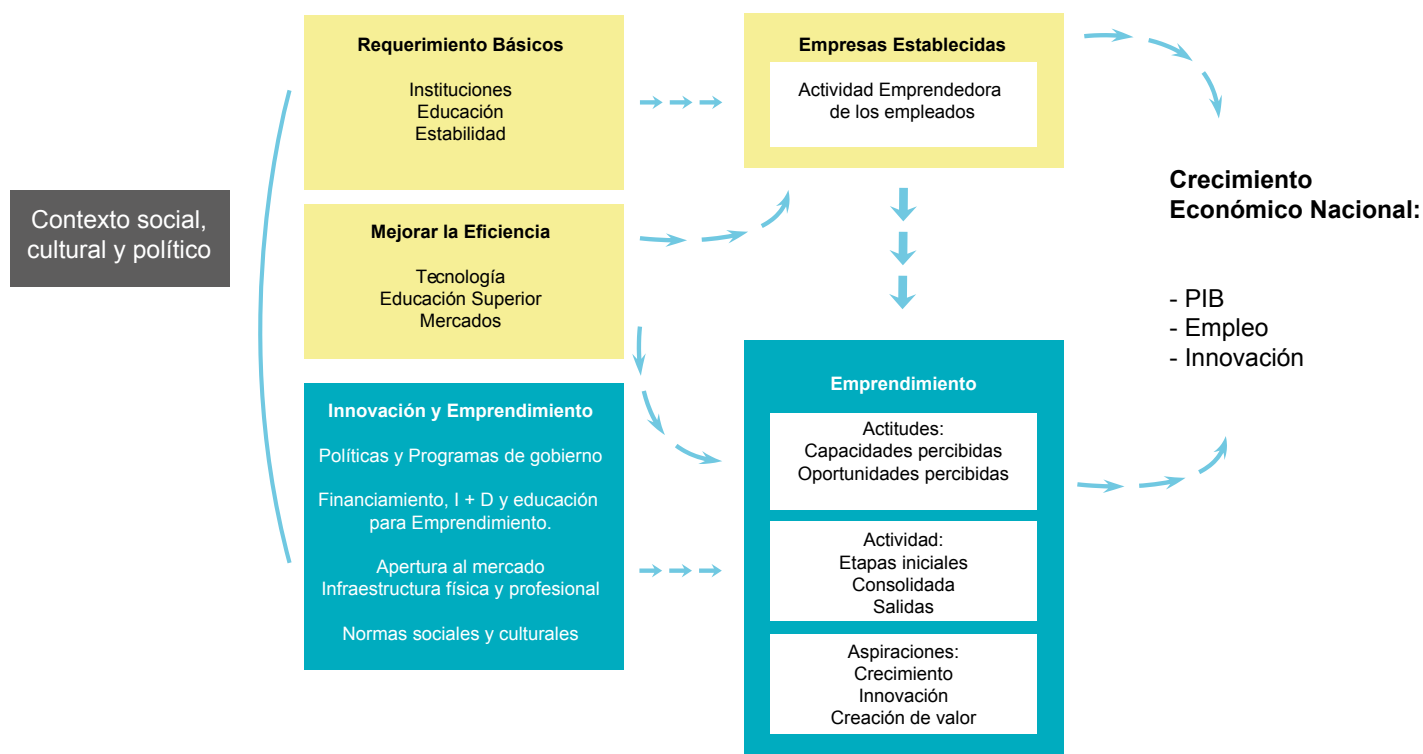 Contexto social,
cultural y político
Requerimiento Básicos
Instituciones
Educación
Estabilidad
Mejorar la Eficiencia
Tecnología
Educación Superior
Mercados
Innovación y Emprendimiento
Políticas y Programas de gobierno
Financiamiento, I + D y educación
para Emprendimiento.
Apertura al mercado
Infraestructura física y profesional
Normas sociales y culturales
Empresas Establecidas
Actividad Emprendedora
de los empleados
Emprendimiento
Actitudes:
Capacidades percibidas
Oportunidades percibidas
Actividad:
Etapas iniciales
Consolidada
Salidas
Aspiraciones:
Crecimiento
Innovación
Creación de valor
Crecimiento
Económico Nacional:
- PIB
- Empleo
- Innovación